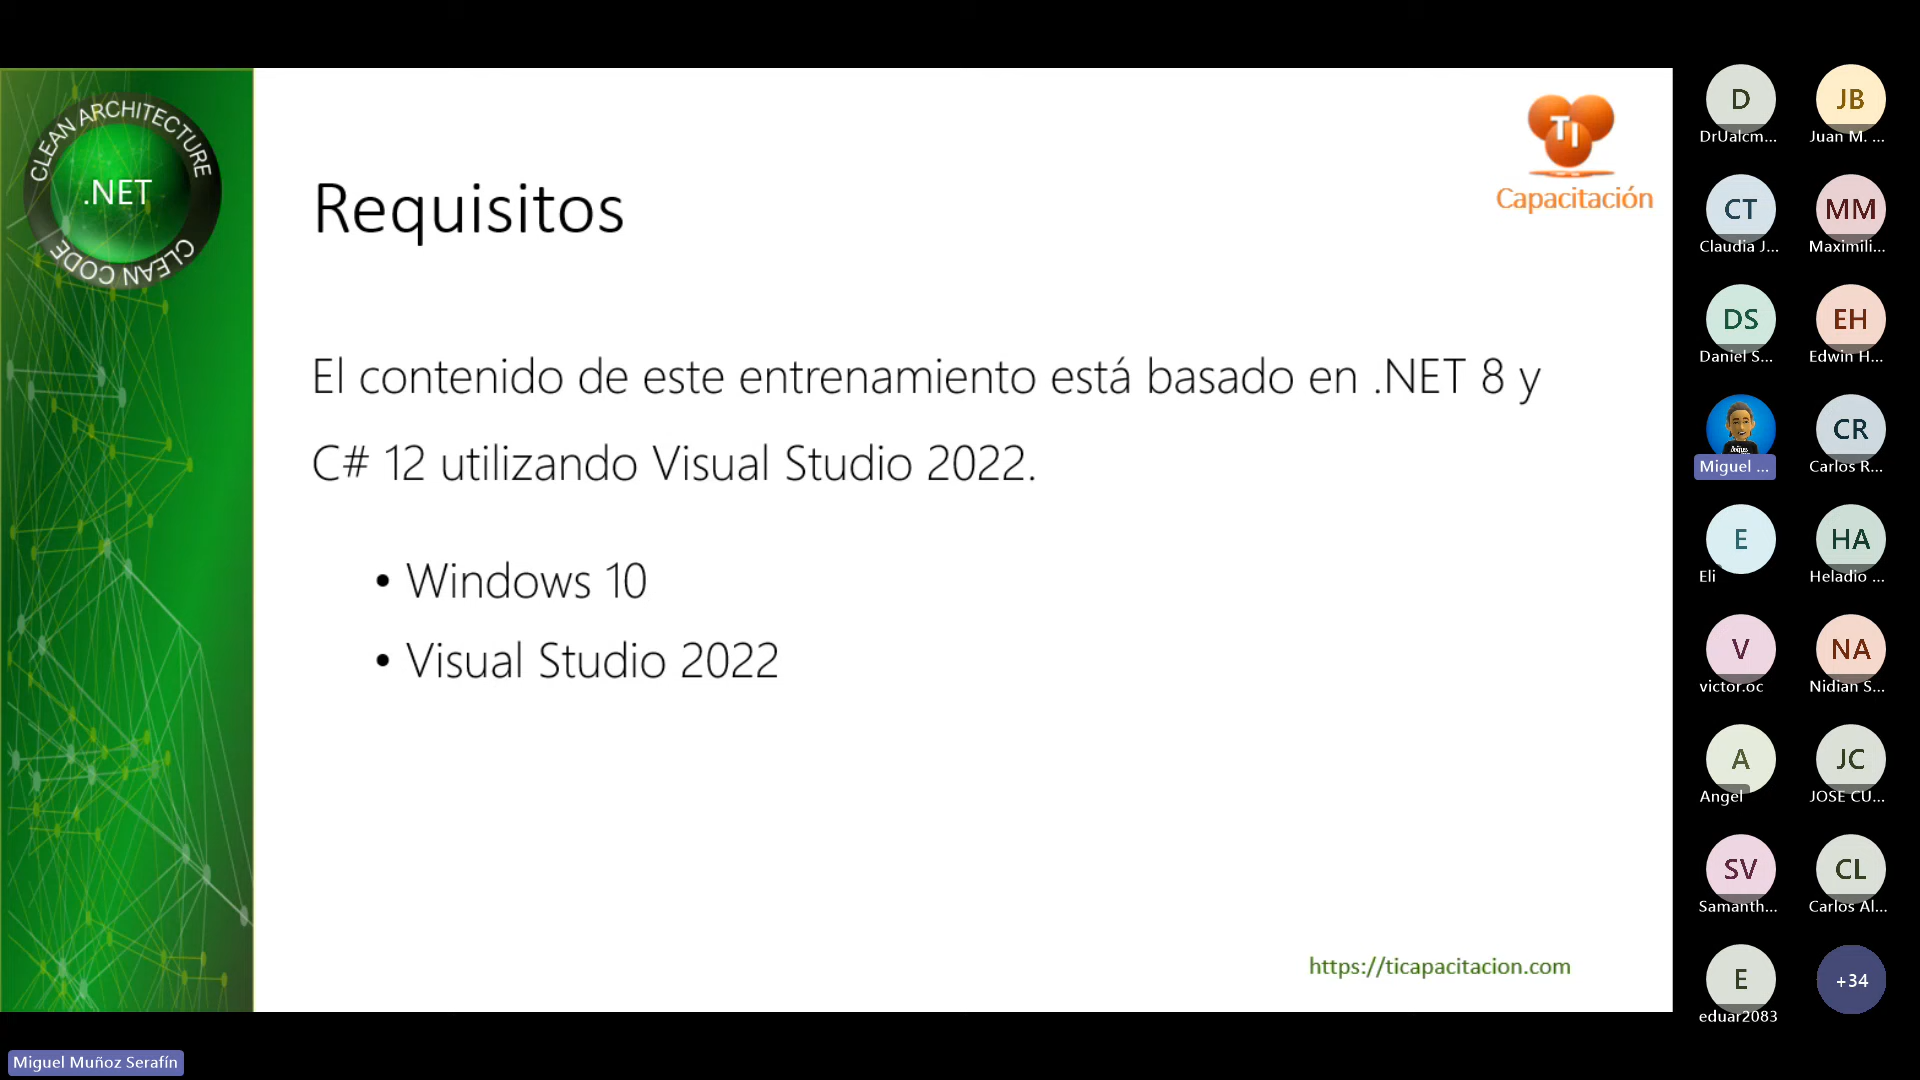 CLEAN ARCHITECTURE
.NET
CLEAN CODE
TI
Capacitación
Requisitos
El contenido de este entrenamiento está basado en .NET 8 y
C# 12 utilizando Visual Studio 2022.
• Windows 10
• Visual Studio 2022
https://ticapacitacion.com
D
DrUalcm...
JB
Juan M. ...
CT
Claudia J...
MM
Maximili...
DS
Daniel S...
EH
Edwin H...
Miguel ...
CR
Carlos R...
E
Eli
HA
Heladio ...
V
victor.oc
NA
Nidian S...
A
Angel
JC
JOSE CU...
SV
Samanth...
CL
Carlos Al...
E
eduar2083
+34
Miguel Muñoz Serafín